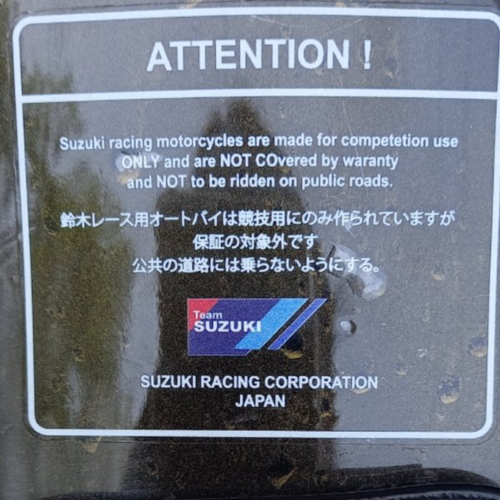 ATTENTION !
Suzuki racing motorcycles are made for competetion use
ONLY and are NOT COvered by waranty
and NOT to be ridden on public roads.
鈴木レース用オートバイは競技用にのみ作られていますが
保証の対象外です
公共の道路には乗らないようにする。
Team
SUZUKI
SUZUKI RACING CORPORATION
JAPAN